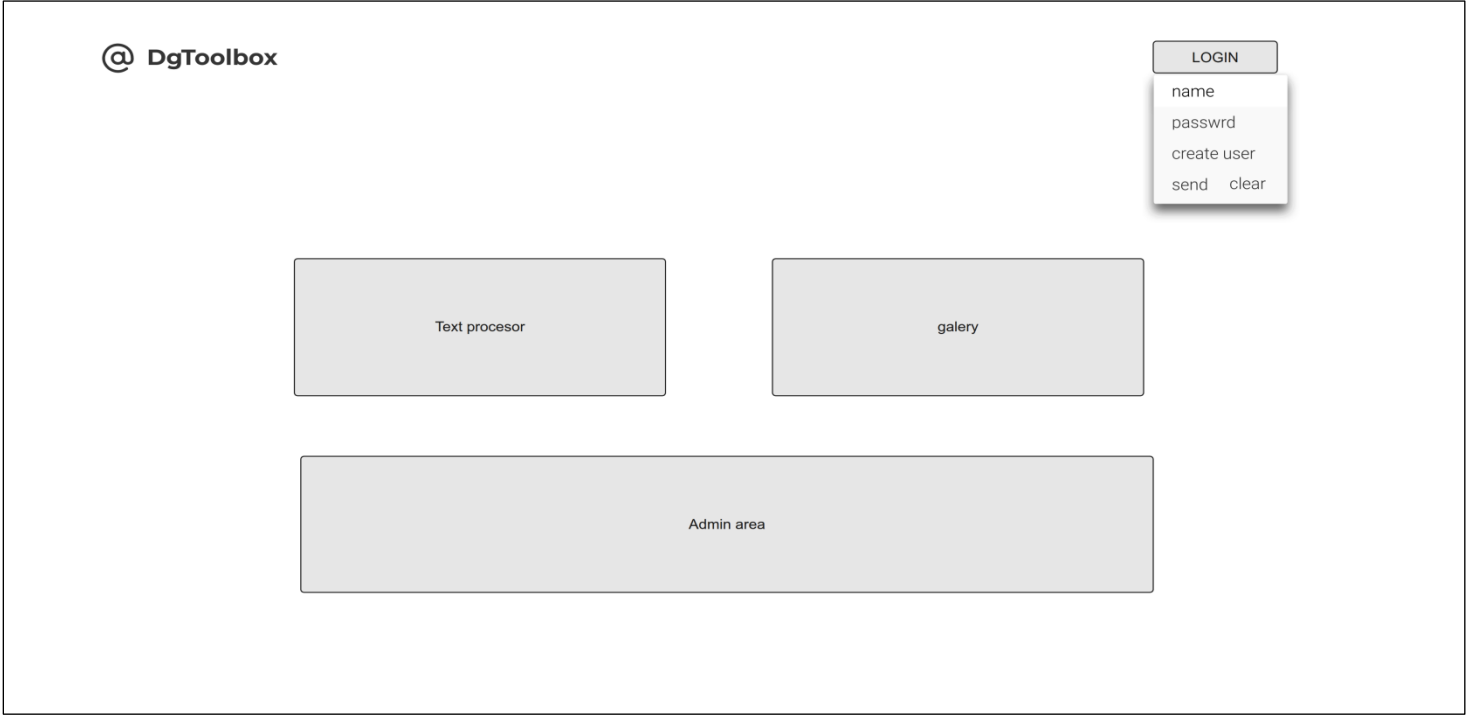 @ DgToolbox
LOGIN
name
passwrd
create user
send clear
Text procesor
galery
Admin area